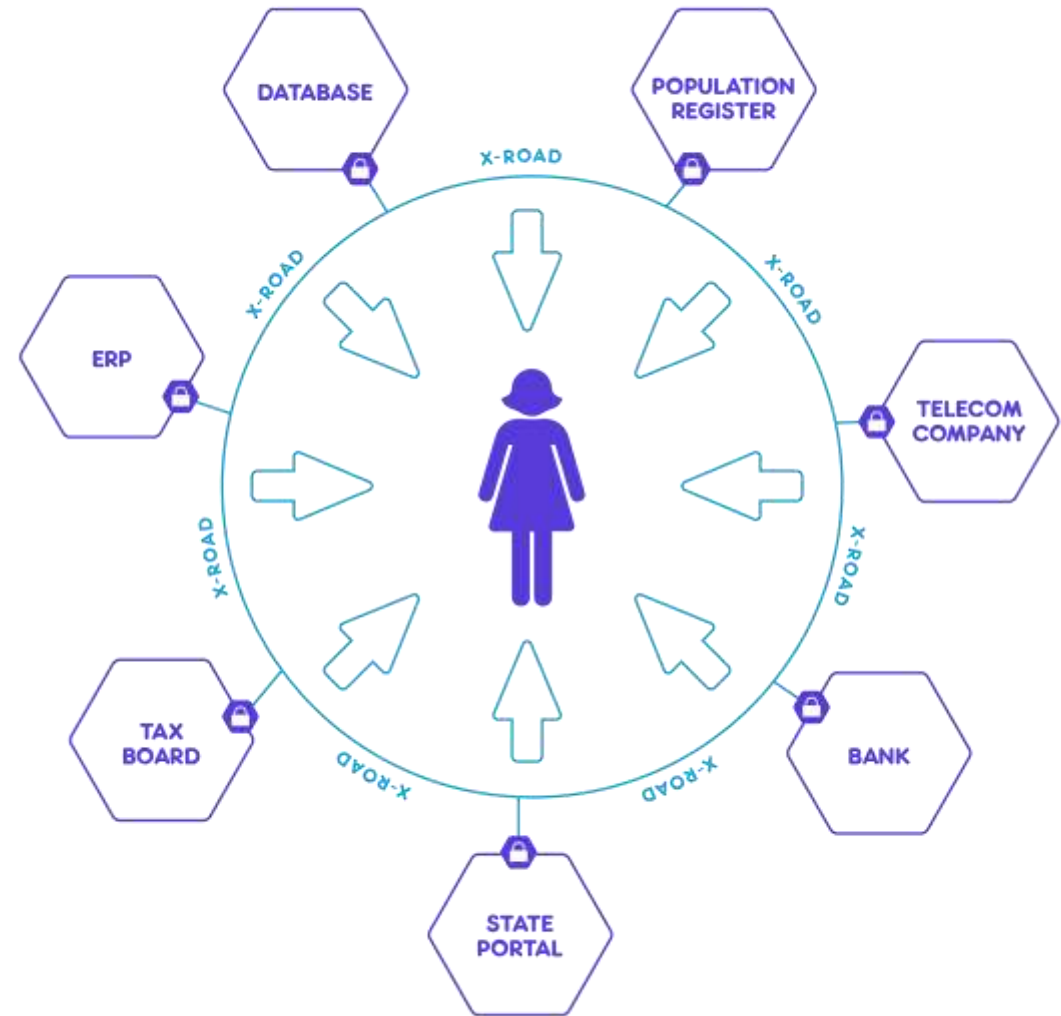 DATABASE
POPULATION
REGISTER
X-ROAD
X-ROAD
X-ROAD
ERP
TELECOM
COMPANY
X-ROAD
X-ROAD
TAX
BOARD
BANK
X-ROAD
X-ROAD
STATE
PORTAL